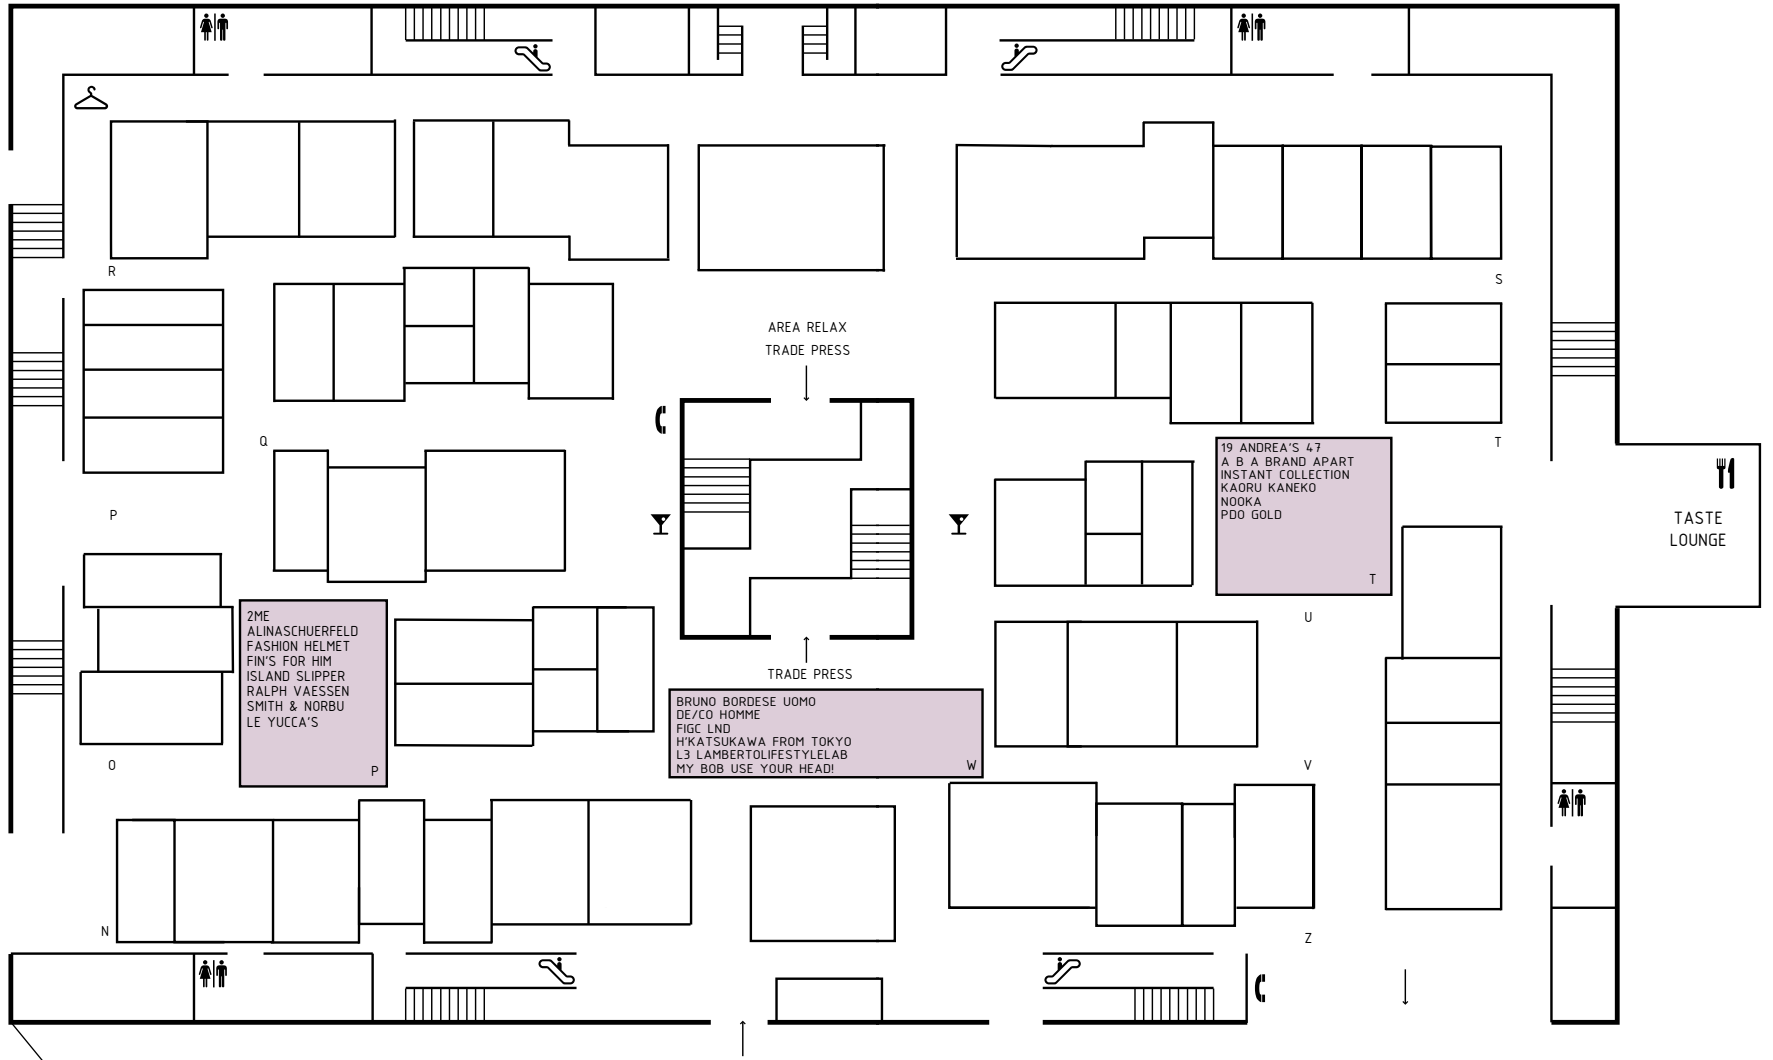 R
S
AREA RELAX
TRADE PRESS
Q
T
19 ANDREA'S 47
A B A BRAND APART
INSTANT COLLECTION
KAORU KANEKO
NOOKA
PDO GOLD
T
P
TASTE
LOUNGE
2ME
ALINASCHUERFELD
FASHION HELMET
FIN'S FOR HIM
ISLAND SLIPPER
RALPH VAESSEN
SMITH & NORBU
LE YUCCA'S
P
U
TRADE PRESS
BRUNO BORDESE UOMO
DE/CO HOMME
FIGC LND
H'KATSUKAWA FROM TOKYO
L3 LAMBERTOLIFESTYLELAB
MY BOB USE YOUR HEAD!
W
O
V
N
Z